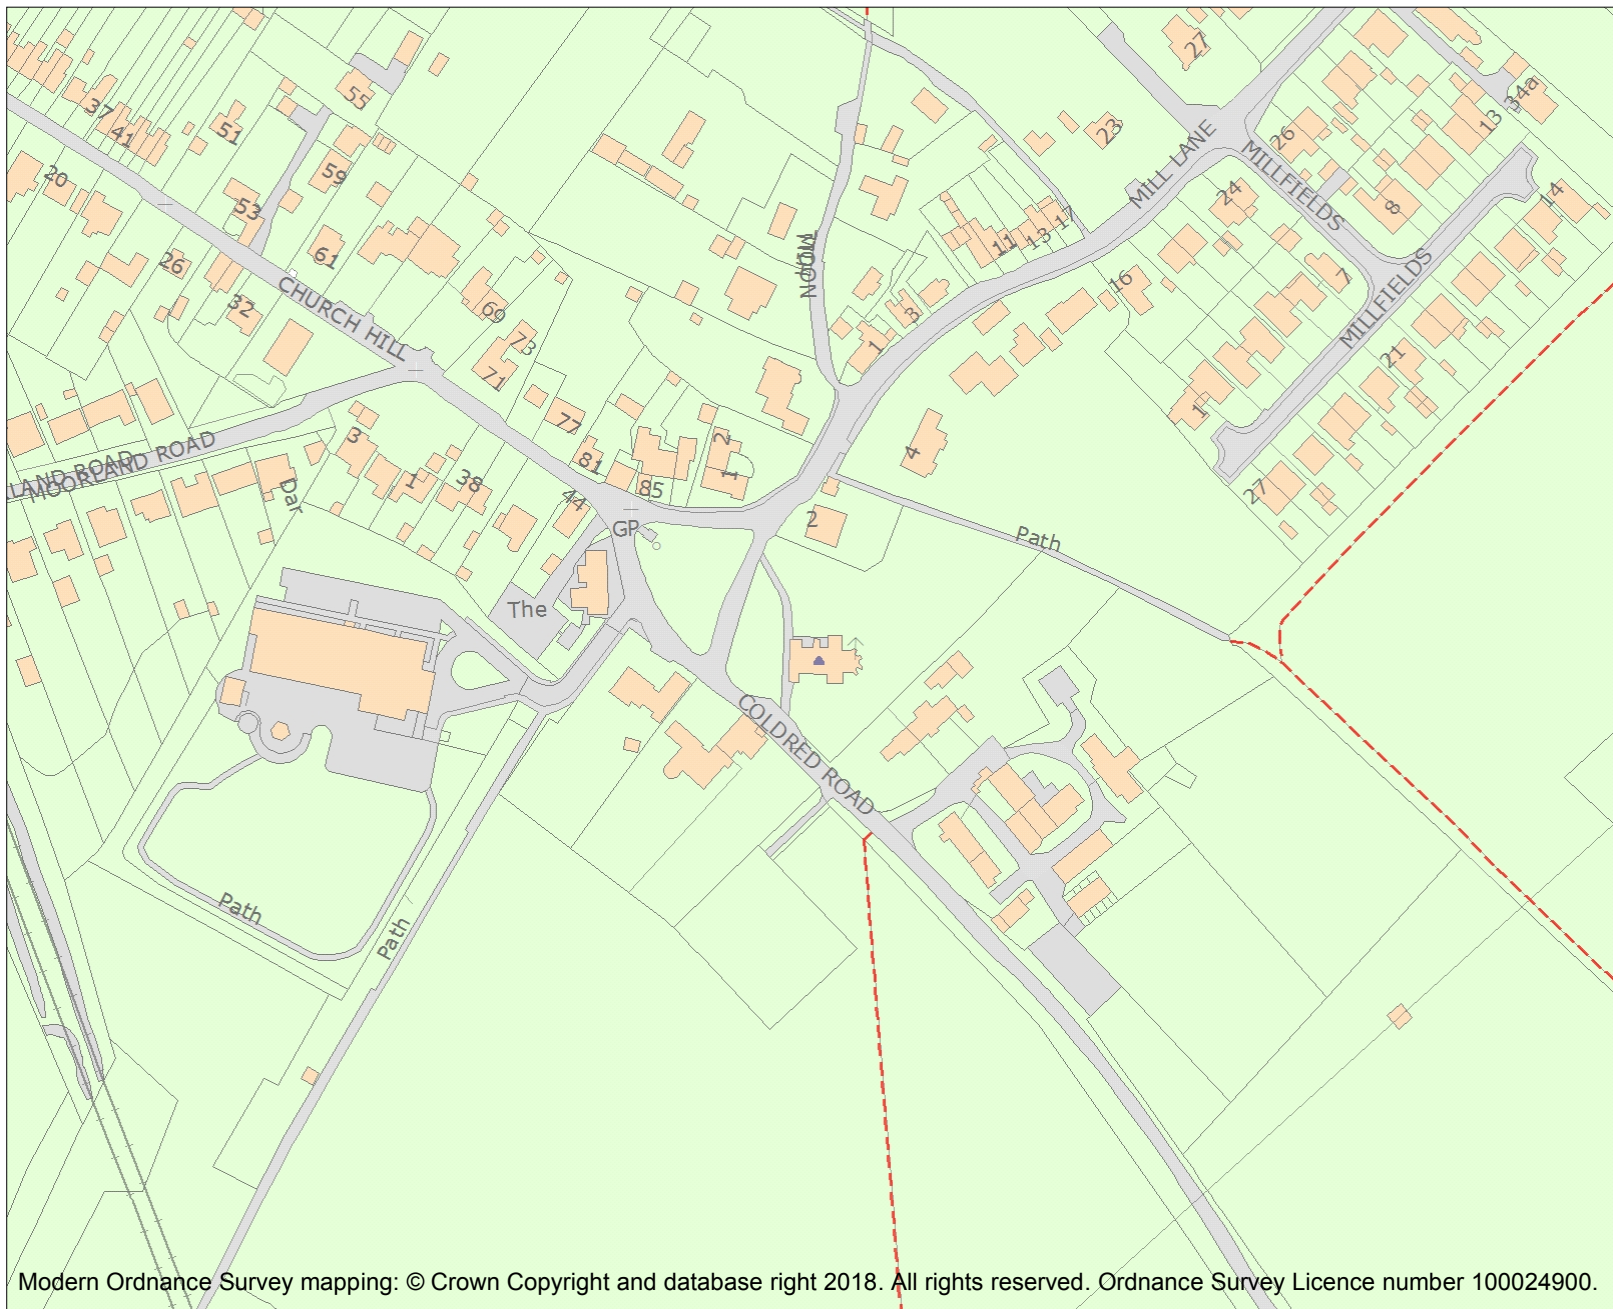 27
55
37
41
51
34a
13
26
23
MILL LANE
MILLFIELDS
59
20
53
24
8
14
17
13
11
61
26
7
16
32
CHURCH HILL
69
3
MILLFIELDS
73
1
71
21
77
4
2
1
3
MOORLAND ROAD
LAND ROAD
81
1
38
85
44
GP
Dar
1
27
2
Path
The
COLDRED ROAD
Path
Path
Modern Ordnance Survey mapping: © Crown Copyright and database right 2018. All rights reserved. Ordnance Survey Licence number 100024900.